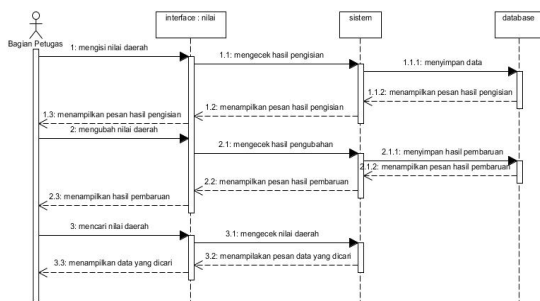 interface : nilai
sistem
database
Bagian Petugas
1: mengisi nilai daerah
1.1: mengecek hasil pengisian
1.1.1: menyimpan data
1.1.2: menampilkan pesan hasil pengisian
1.2: menampilkan pesan hasil pengisian
1.3: menampilkan pesan hasil pengisian
2: mengubah nilai daerah
2.1: mengecek hasil pengubahan
2.1.1: menyimpan hasil pembaruan
2.1.2: menampilkan pesan hasil pembaruan
2.2: menampilkan pesan hasil pembaruan
2.3: menampilkan hasil pembaruan
3: mencari nilai daerah
3.1: mengecek nilai daerah
3.2: menampilakan pesan data yang dicari
3.3: menampilkan data yang dicari